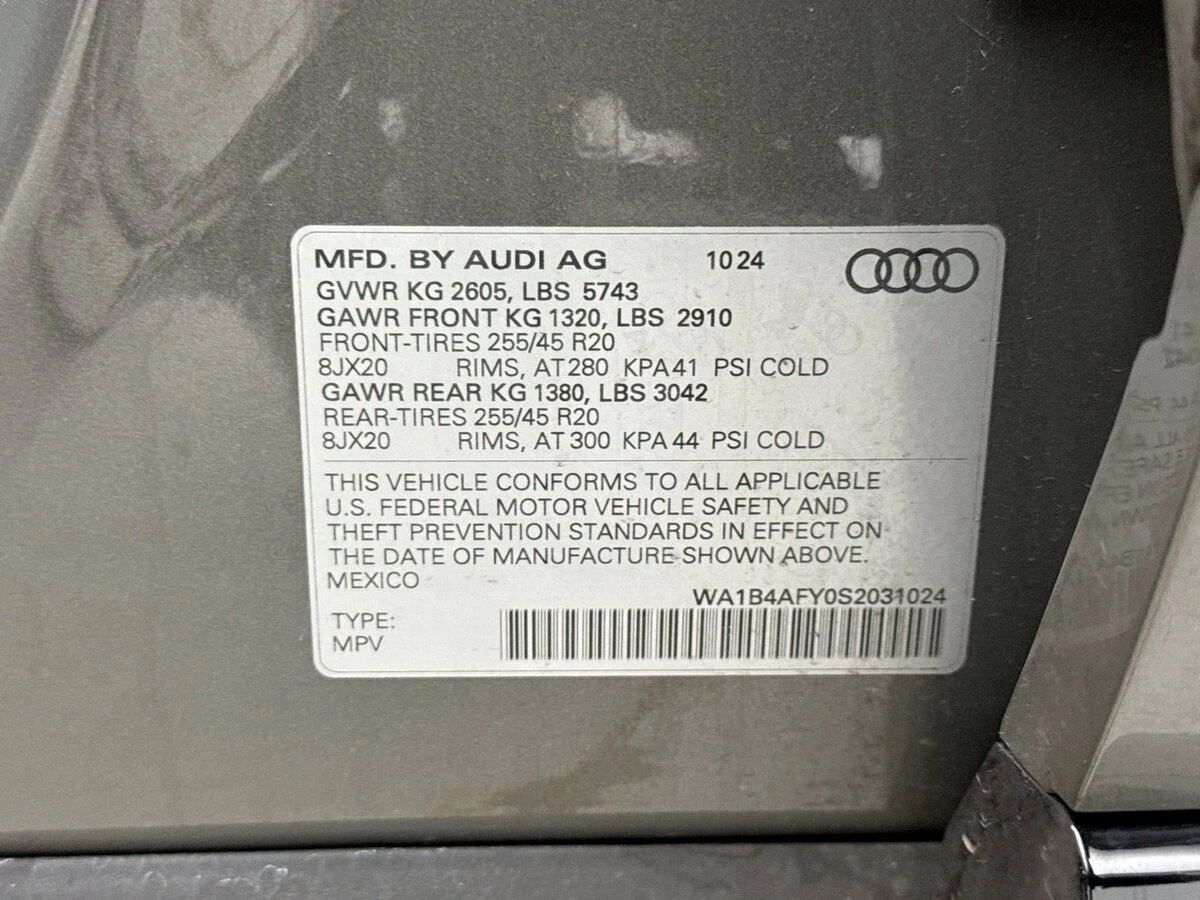 MFD. BY AUDI AG 1024
GVWR KG 2605, LBS 5743
GAWR FRONT KG 1320, LBS 2910
FRONT-TIRES 255/45 R20
8JX20 RIMS, AT 280 KPA 41 PSI COLD
GAWR REAR KG 1380, LBS 3042
REAR-TIRES 255/45 R20
8JX20 RIMS, AT 300 KPA 44 PSI COLD
THIS VEHICLE CONFORMS TO ALL APPLICABLE
U.S. FEDERAL MOTOR VEHICLE SAFETY AND
THEFT PREVENTION STANDARDS IN EFFECT ON
THE DATE OF MANUFACTURE SHOWN ABOVE.
MEXICO
WA1B4AFY0S2031024
TYPE:
MPV